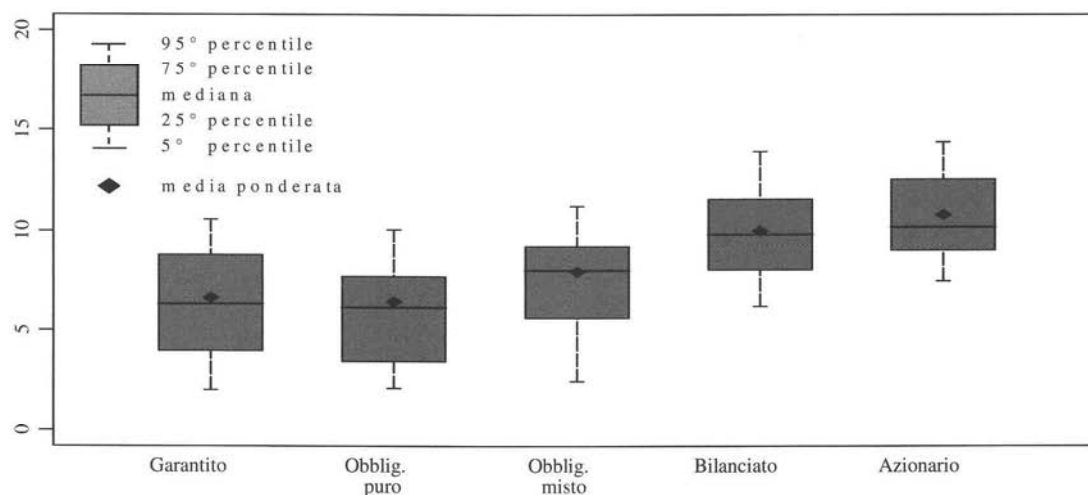 20
15
10
5
0
95° percentile
75° percentile
mediana
25° percentile
5° percentile
media ponderata
Garantito
Obblig.
puro
Obblig.
misto
Bilanciato
Azionario